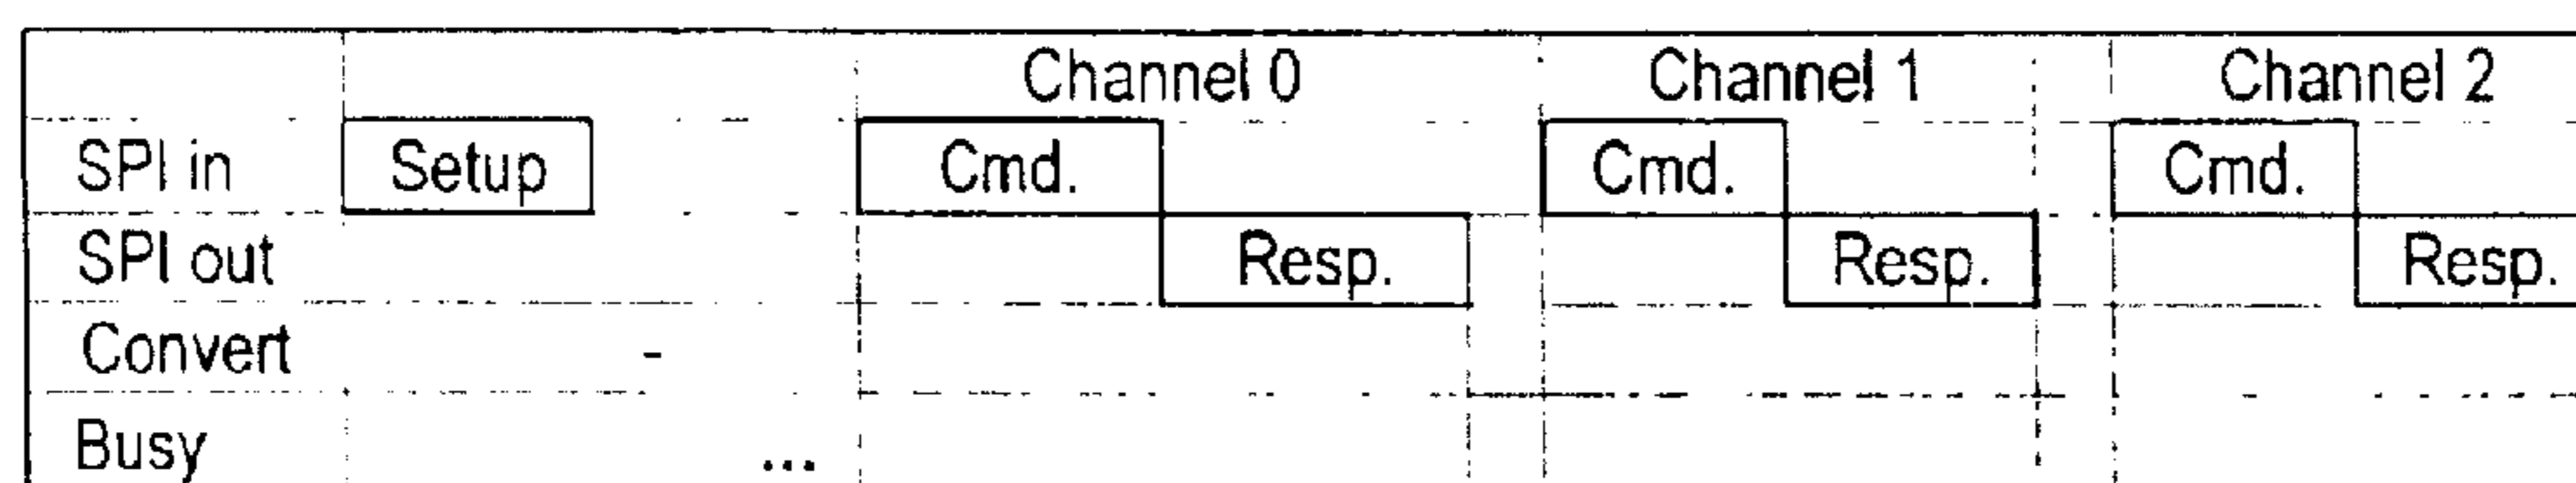 Channel 0 Channel 1 Channel 2
SPI in Setup Cmd. Cmd. Cmd.
SPI out Resp. Resp. Resp.
Convert -
Busy ...